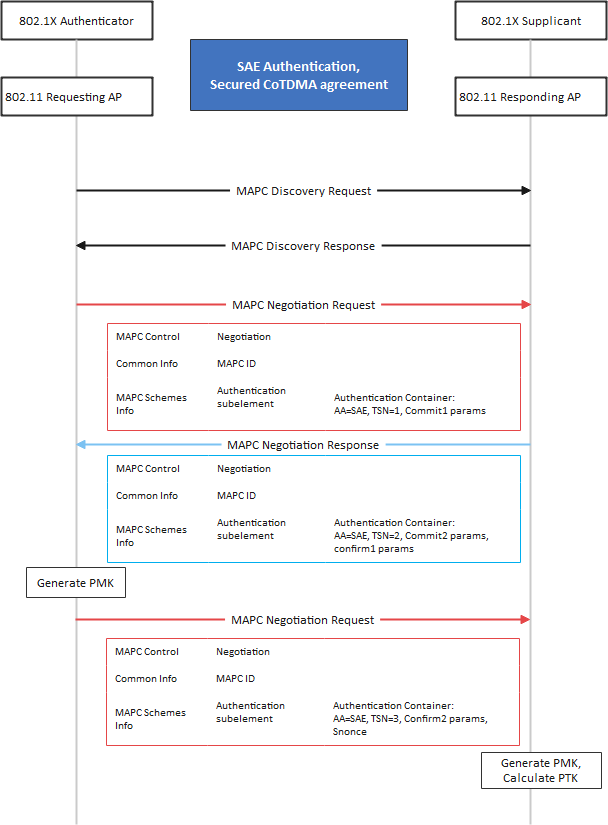 802.1X Authenticator
802.1X Supplicant
SAE Authentication,
Secured CoTDMA agreement
802.11 Requesting AP
802.11 Responding AP
MAPC Discovery Request
MAPC Discovery Response
MAPC Negotiation Request
MAPC Control Negotiation
Common Info MAPC ID
MAPC Schemes
Info
Authentication
subelement
Authentication Container:
AA=SAE, TSN=1, Commit1 params
MAPC Negotiation Response
MAPC Control Negotiation
Common Info MAPC ID
MAPC Schemes
Info
Authentication
subelement
Authentication Container:
AA=SAE, TSN=2, Commit2 params,
confirm1 params
Generate PMK
MAPC Negotiation Request
MAPC Control Negotiation
Common Info MAPC ID
MAPC Schemes
Info
Authentication
subelement
Authentication Container:
AA=SAE, TSN=3, Confirm2 params,
Snonce
Generate PMK,
Calculate PTK